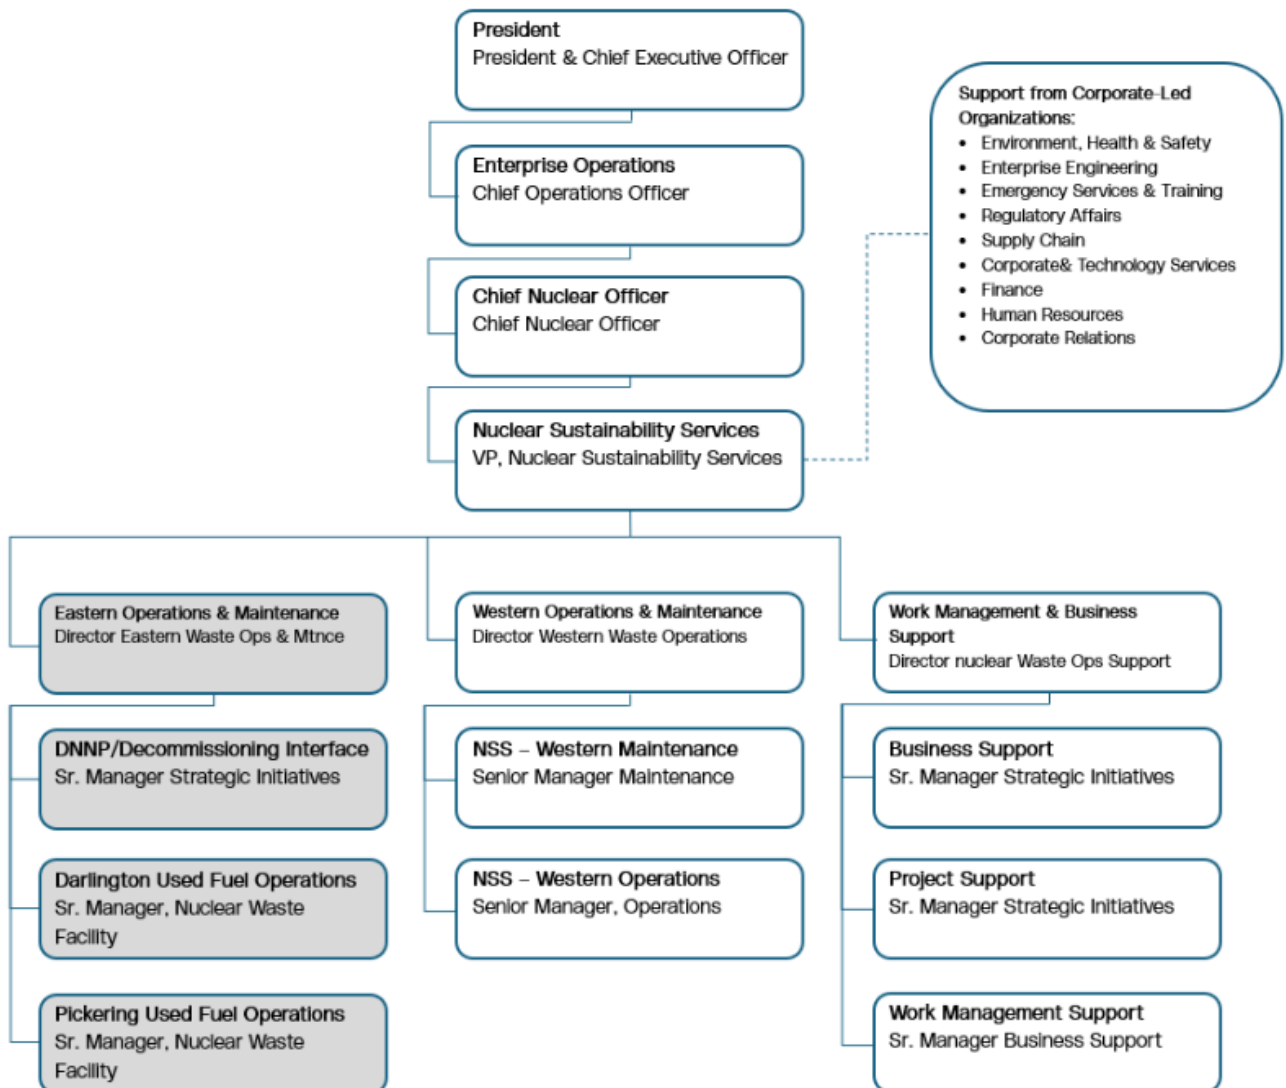 President
President & Chief Executive Officer
Support from Corporate-Led
Organizations:
• Environment, Health & Safety
• Enterprise Engineering
• Emergency Services & Training
• Regulatory Affairs
• Supply Chain
• Corporate& Technology Services
• Finance
• Human Resources
• Corporate Relations
Enterprise Operations
Chief Operations Officer
Chief Nuclear Officer
Chief Nuclear Officer
Nuclear Sustainability Services
VP, Nuclear Sustainability Services
Eastern Operations & Maintenance
Director Eastern Waste Ops & Mtnce
DNNP/Decommissioning Interface
Sr. Manager Strategic Initiatives
Darlington Used Fuel Operations
Sr. Manager, Nuclear Waste
Facility
Pickering Used Fuel Operations
Sr. Manager, Nuclear Waste
Facility
Western Operations & Maintenance
Director Western Waste Operations
NSS – Western Maintenance
Senior Manager Maintenance
NSS – Western Operations
Senior Manager, Operations
Work Management & Business
Support
Director nuclear Waste Ops Support
Business Support
Sr. Manager Strategic Initiatives
Project Support
Sr. Manager Strategic Initiatives
Work Management Support
Sr. Manager Business Support